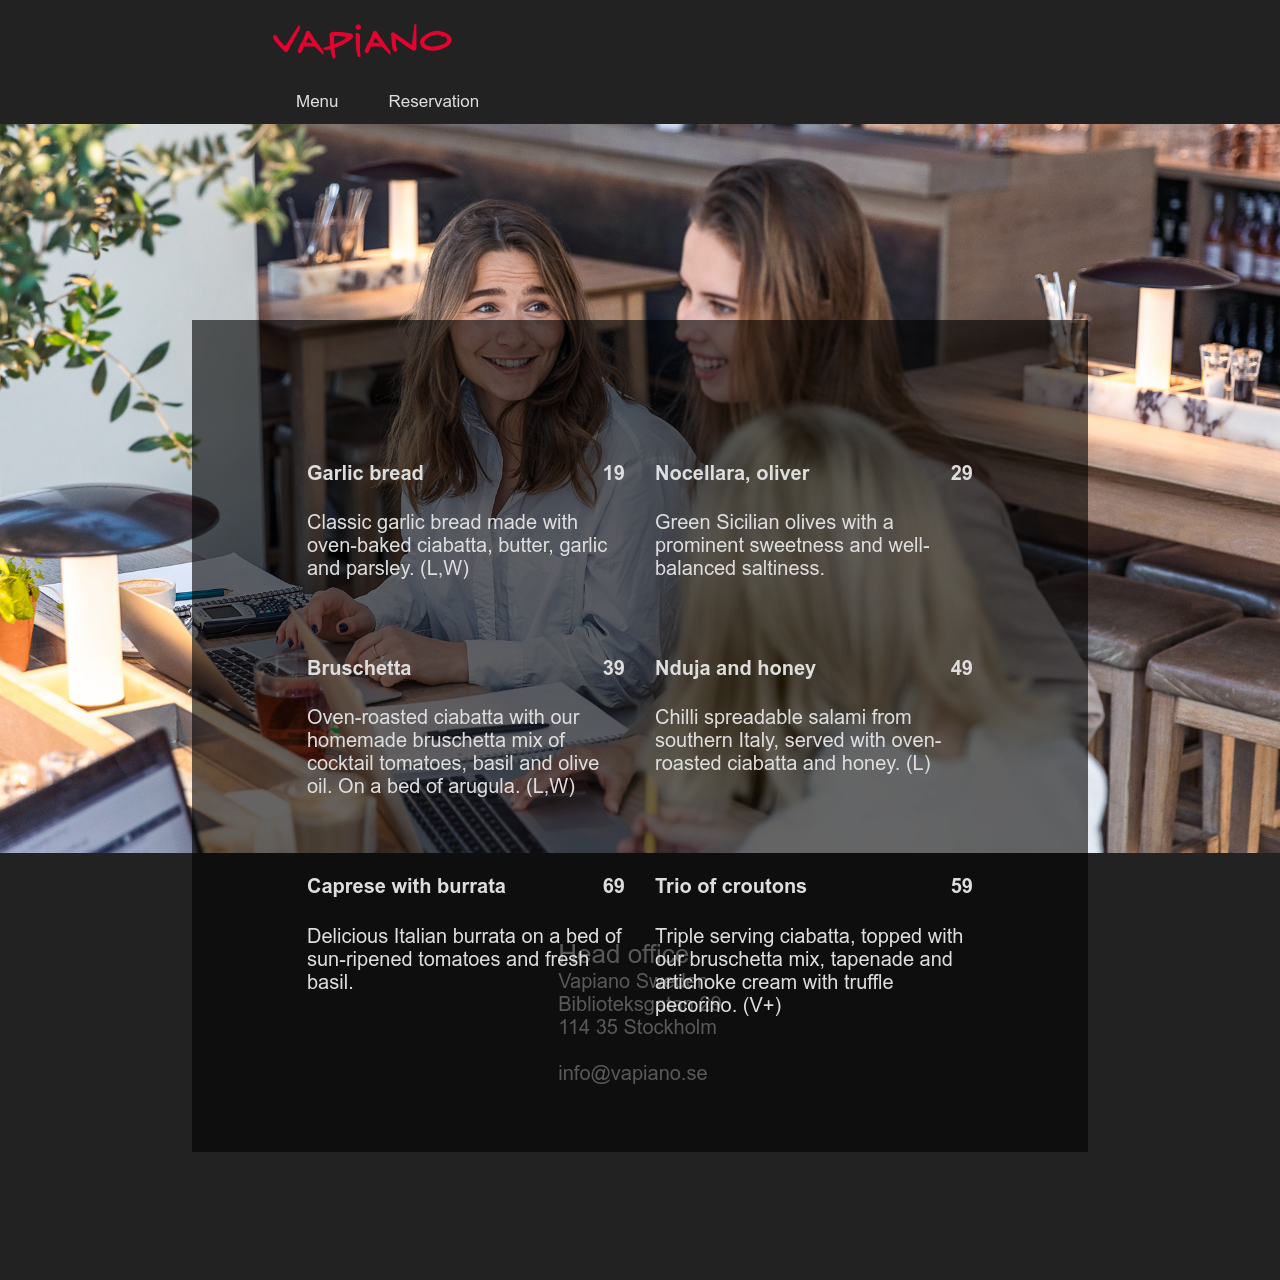 VAPIANO
Menu
Reservation
Garlic bread 19
Classic garlic bread made with
oven-baked ciabatta, butter, garlic
and parsley. (L,W)
Nocellara, oliver 29
Green Sicilian olives with a
prominent sweetness and well-
balanced saltiness.
Bruschetta 39
Oven-roasted ciabatta with our
homemade bruschetta mix of
cocktail tomatoes, basil and olive
oil. On a bed of arugula. (L,W)
Nduja and honey 49
Chilli spreadable salami from
southern Italy, served with oven-
roasted ciabatta and honey. (L)
Caprese with burrata 69
Delicious Italian burrata on a bed of
sun-ripened tomatoes and fresh
basil.
Trio of croutons 59
Triple serving ciabatta, topped with
our bruschetta mix, tapenade and
artichoke cream with truffle
pecorino. (V+)
Head office
Vapiano Sweden
Biblioteksgatan 29
114 35 Stockholm
info@vapiano.se